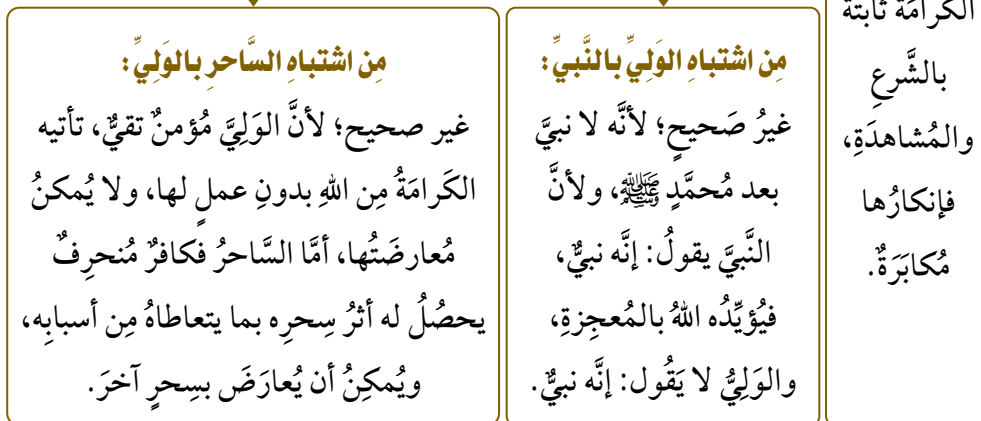 الكَرامَة ثابتة
بالشَّرعِ
والمُشاهدَةِ،
فإنكارُها
مُكابَرَةٌ.
مِن اشتباهِ الوَلِيِّ بالنَّبيِّ:
غيرُ صَحيحٍ؛ لأنَّه لا نبيَّ
بعد مُحمَّدٍ ﷺ، ولأنَّ
النَّبيَّ يقولُ: إنَّه نبيٌّ،
فيُؤيِّدُه اللهُ بالمُعجِزةِ،
والوَلِيُّ لا يَقُول: إنَّه نبيٌّ.
مِن اشتباهِ السَّاحرِ بالوَلِيِّ:
غير صحيح؛ لأنَّ الوَلِيَّ مُؤمنٌ تقيٌّ، تأتيه
الكَرامَةُ مِن اللهِ بدونِ عملٍ لها، ولا يُمكنُ
مُعارضَتُها، أمَّا السَّاحرُ فكافرٌ مُنحرِفٌ
يحصُلُ له أثرُ سِحرِه بما يتعاطاهُ مِن أسبابِه،
ويُمكِنُ أن يُعارَضَ بسِحرٍ آخرَ.